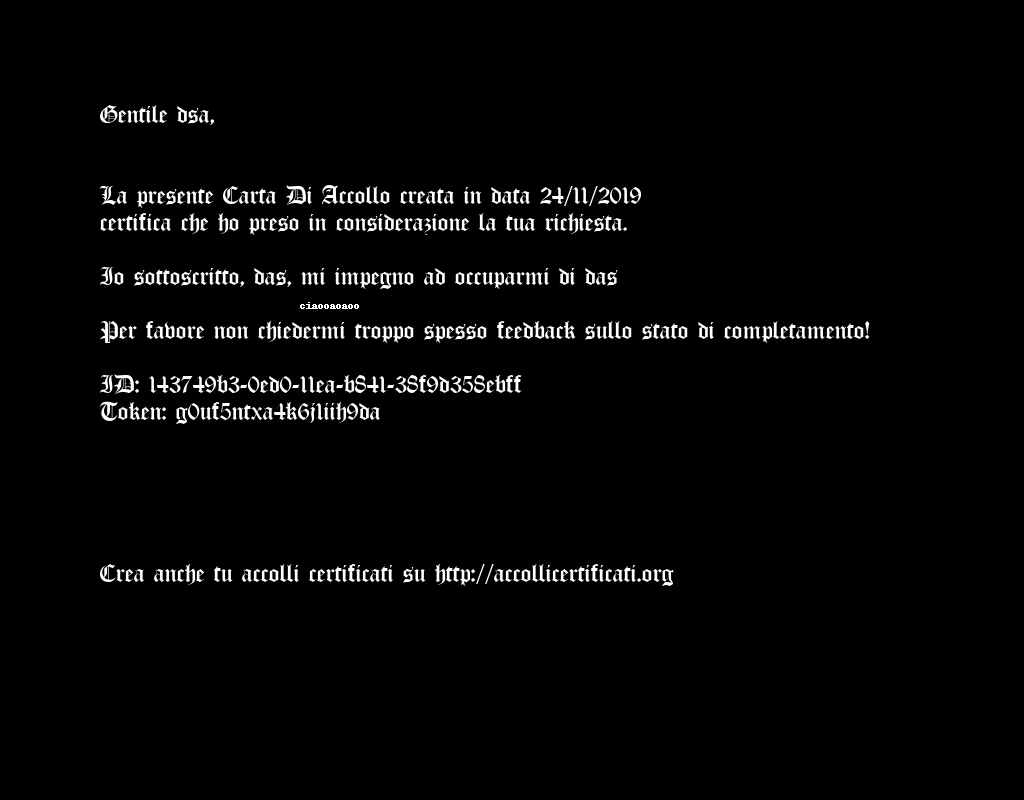 Gentile dsa,
La presente Carta Di Accollo creata in data 24/11/2019
certifica che ho preso in considerazione la tua richiesta.
Io sottoscritto, das, mi impegno ad occuparmi di das
ciaooaoaoo
Per favore non chiedermi troppo spesso feedback sullo stato di completamento!
ID: 143749b3-0ed0-11ea-b841-38f9d358ebff
Token: g0uf5ntxa4k6j1iih9da
Crea anche tu accolli certificati su http://accollicertificati.org